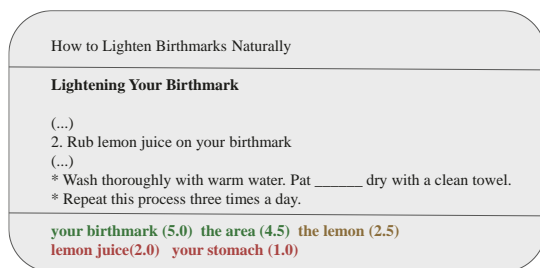 How to Lighten Birthmarks Naturally
Lightening Your Birthmark
(...)
2. Rub lemon juice on your birthmark
(...)
* Wash thoroughly with warm water. Pat ______ dry with a clean towel.
* Repeat this process three times a day.
your birthmark (5.0) the area (4.5) the lemon (2.5)
lemon juice(2.0) your stomach (1.0)